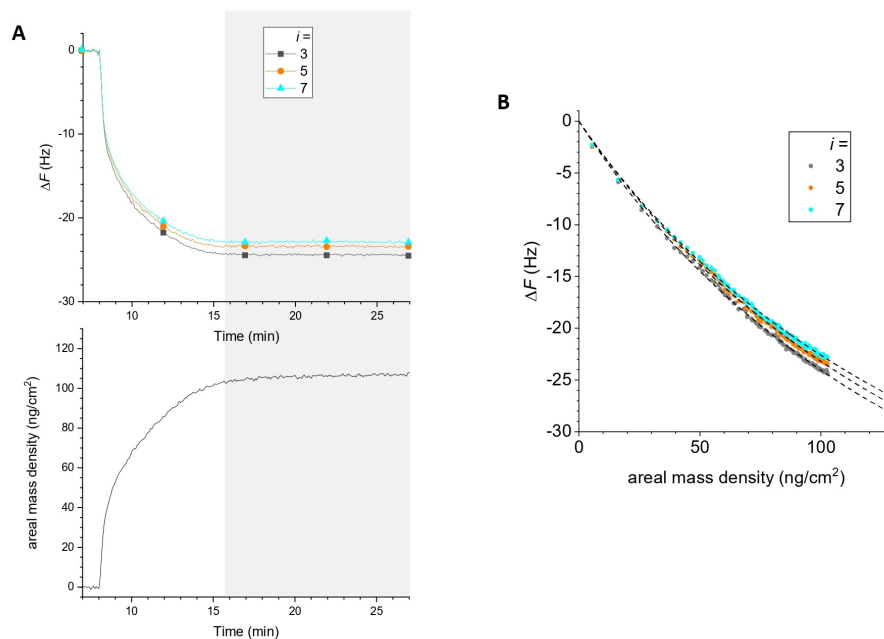 A
i =
3
5
7
0
-10
-20
-30
ΔF (Hz)
10 15 20 25
Time (min)
120
100
80
60
40
20
0
areal mass density (ng/cm²)
10 15 20 25
Time (min)
B
i =
3
5
7
0
-5
-10
-15
-20
-25
-30
ΔF (Hz)
0 50 100
areal mass density (ng/cm²)